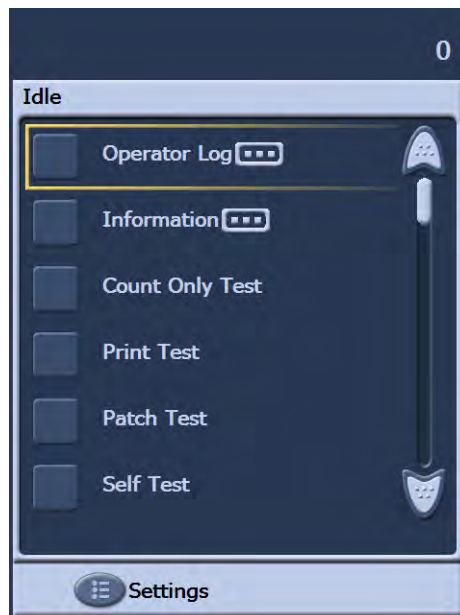 0
Idle
Operator Log
Information
Count Only Test
Print Test
Patch Test
Self Test
Settings